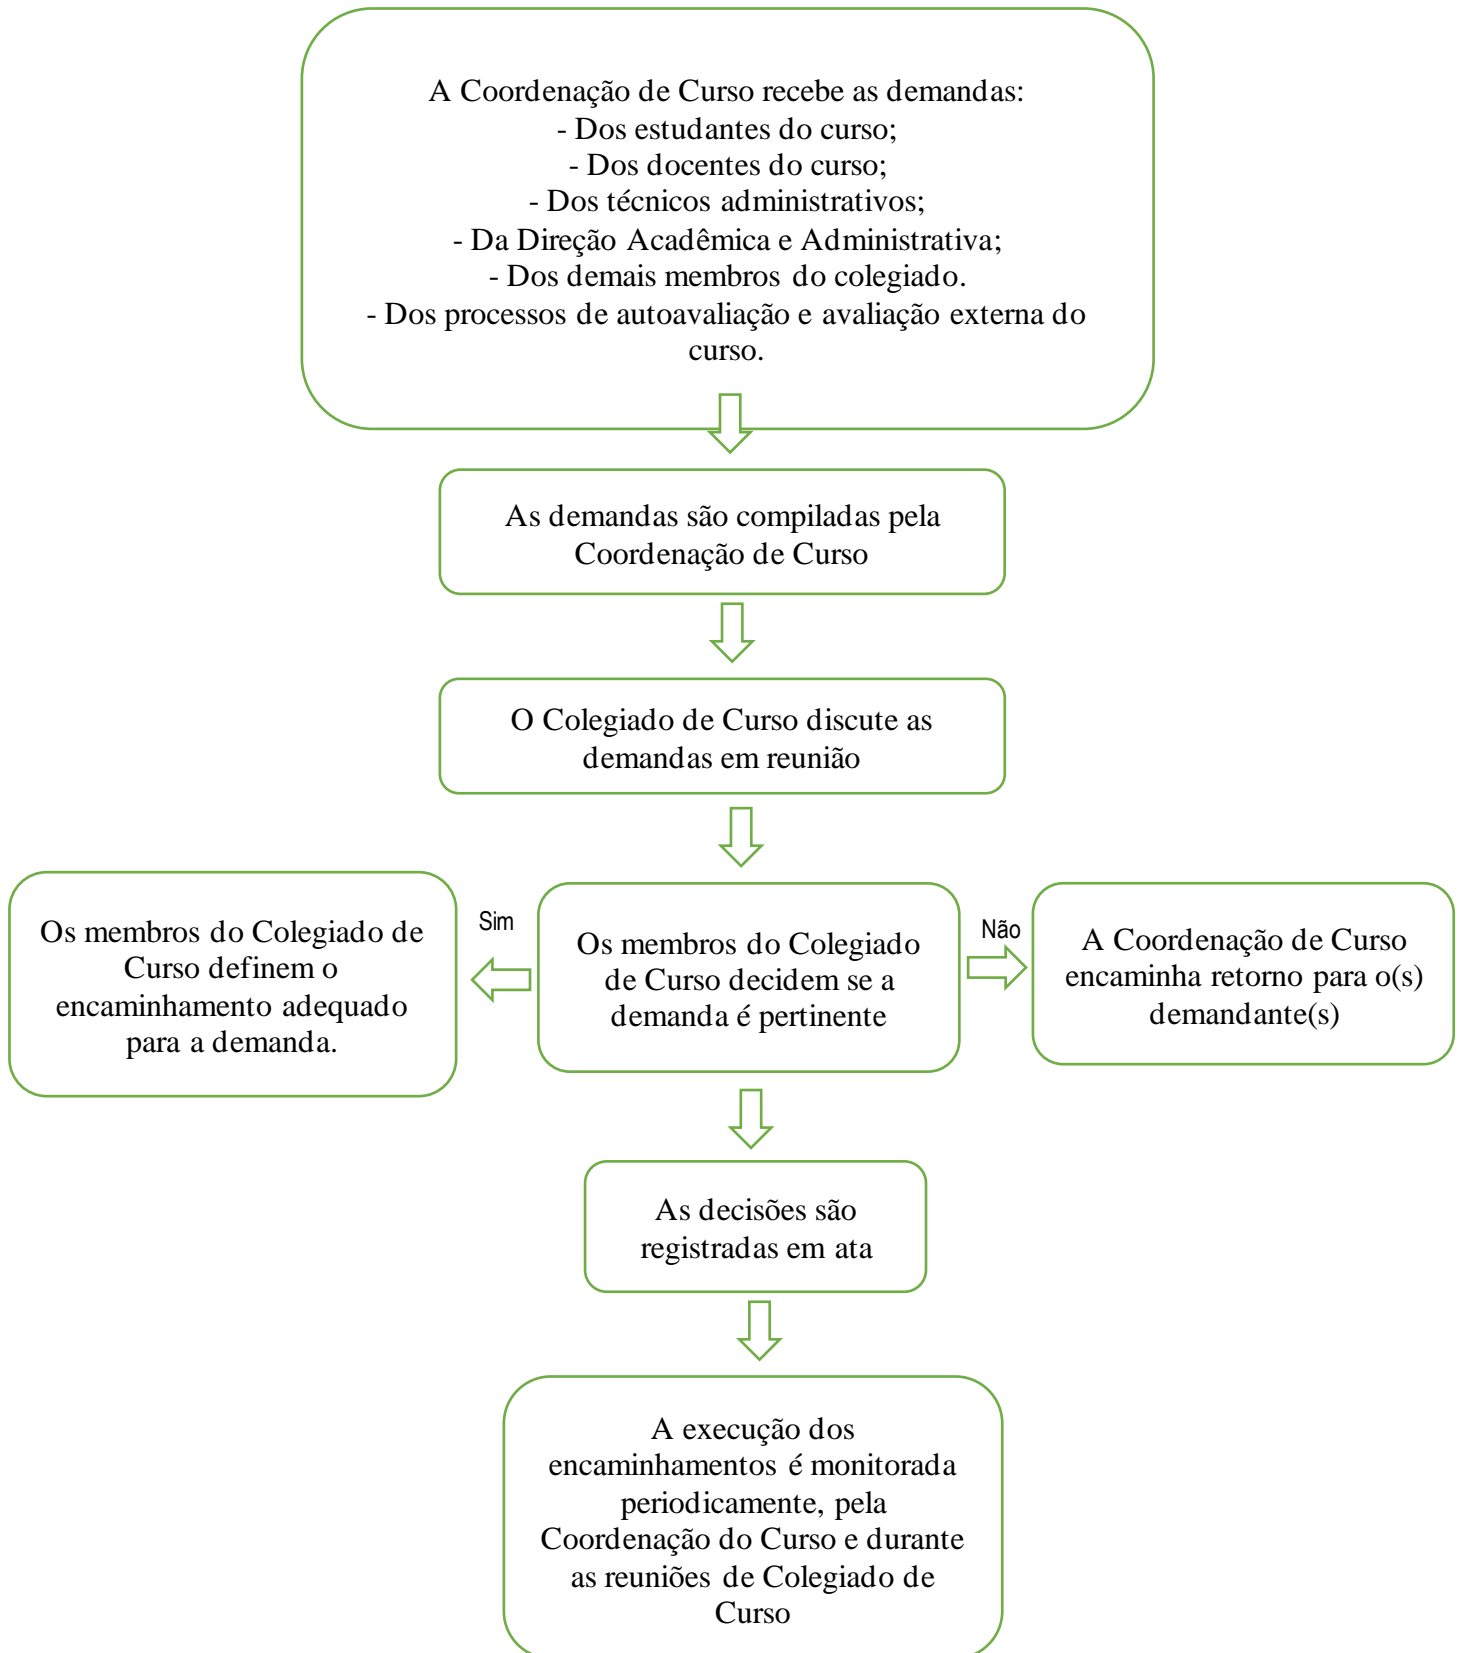 A Coordenação de Curso recebe as demandas:
- Dos estudantes do curso;
- Dos docentes do curso;
- Dos técnicos administrativos;
- Da Direção Acadêmica e Administrativa;
- Dos demais membros do colegiado.
- Dos processos de autoavaliação e avaliação externa do
curso.
As demandas são compiladas pela
Coordenação de Curso
O Colegiado de Curso discute as
demandas em reunião
Os membros do Colegiado de
Curso definem o
encaminhamento adequado
para a demanda.
Sim
Os membros do Colegiado
de Curso decidem se a
demanda é pertinente
Não
A Coordenação de Curso
encaminha retorno para o(s)
demandante(s)
As decisões são
registradas em ata
A execução dos
encaminhamentos é monitorada
periodicamente, pela
Coordenação do Curso e durante
as reuniões de Colegiado de
Curso